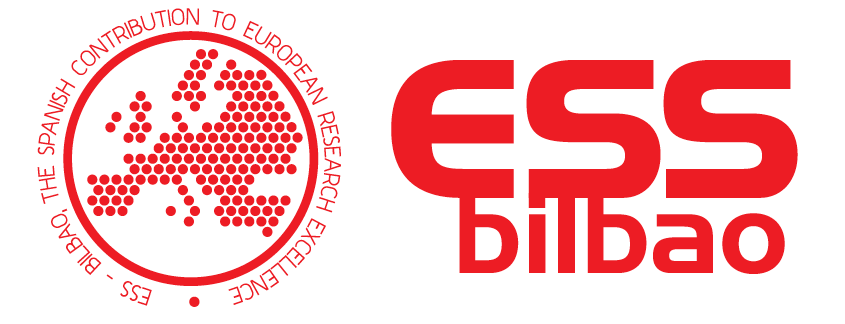 ESS - BILBAO, THE SPANISH CONTRIBUTION TO EUROPEAN RESEARCH EXCELLENCE
ESS
bilbao